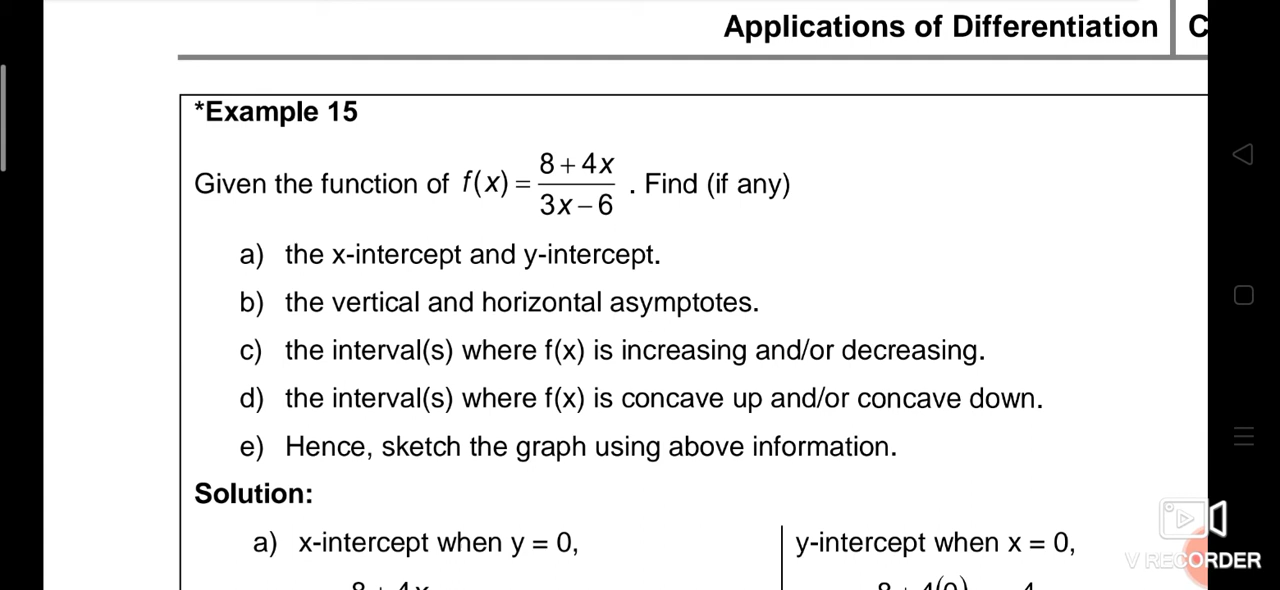 Applications of Differentiation
*Example 15
Given the function of f(x) = (8 + 4x)/(3x − 6) . Find (if any)
a) the x-intercept and y-intercept.
b) the vertical and horizontal asymptotes.
c) the interval(s) where f(x) is increasing and/or decreasing.
d) the interval(s) where f(x) is concave up and/or concave down.
e) Hence, sketch the graph using above information.
Solution:
a) x-intercept when y = 0,
y-intercept when x = 0,
V RECORDER